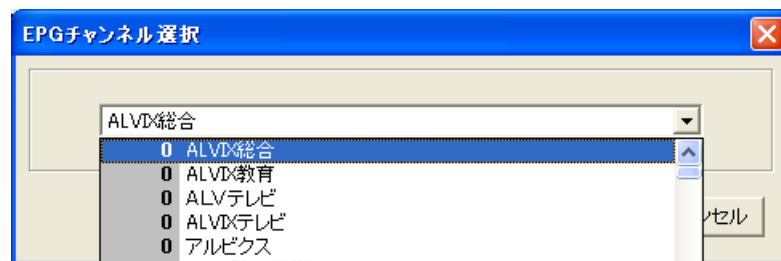 EPGチャンネル選択
ALVIX総合
0 ALVIX総合
0 ALVIX教育
0 ALVテレビ
0 ALVIXテレビ
0 アルビクス
ンセル